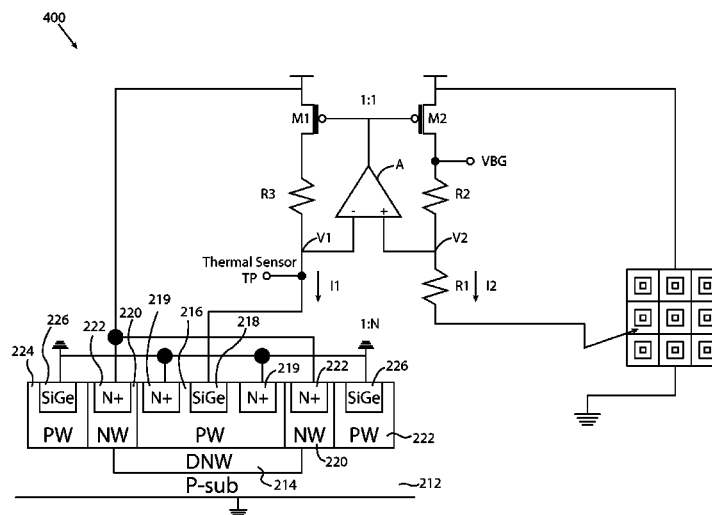 400
1:1
M1
M2
A
VBG
R3
R2
- +
V1
V2
Thermal Sensor
TP
I1
R1
I2
219
220
216
218
226
222
1:N
224
219
222
226
SiGe
N+
N+
SiGe
N+
N+
SiGe
PW
NW
PW
NW
PW
222
220
DNW
214
P-sub
212